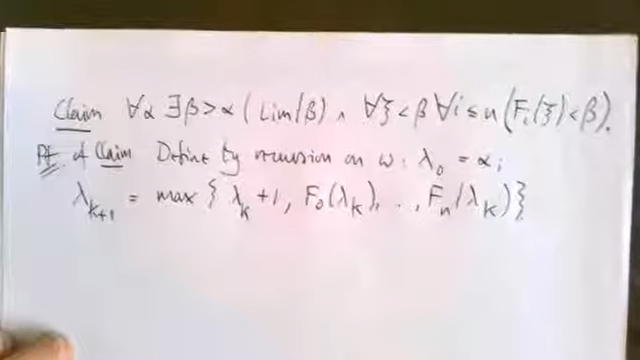 Claim ∀α ∃β>α (Lim(β) ∧ ∀ξ<β ∀i≤n (F_i(ξ)<β).
Pf of Claim Define by recursion on ω: λ_0 = α;
λ_{k+1} = max { λ_k+1, F_0(λ_k), .., F_n(λ_k) }